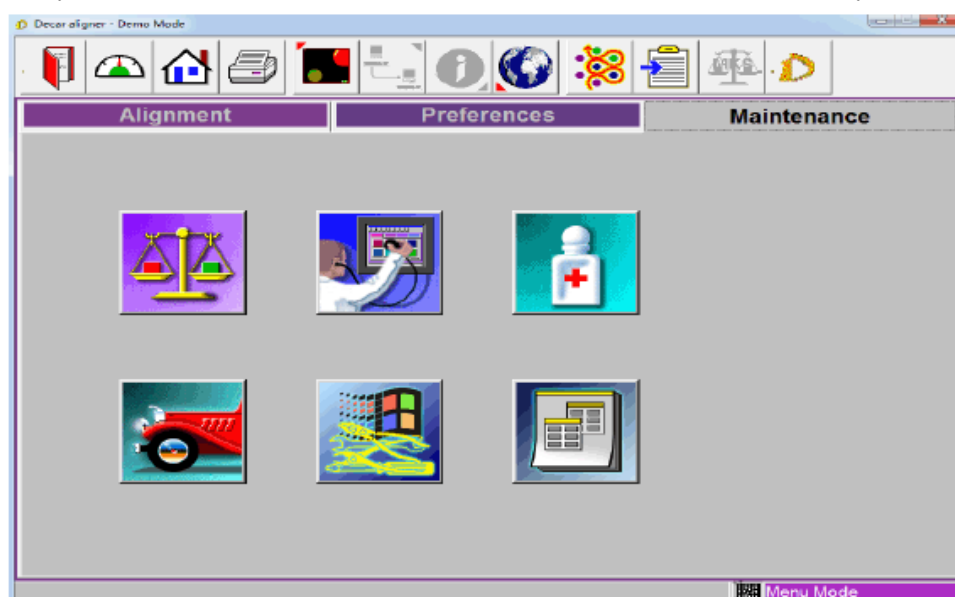 Decar aligner - Demo Mode
Alignment
Preferences
Maintenance
Menu Mode